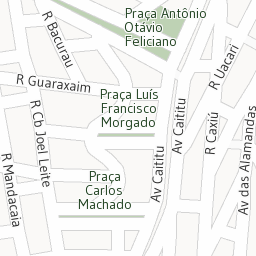 Praça Antônio
Otávio
Feliciano
R Bacurau
R Guaraxaim
R Uacari
Praça Luís
Francisco
Morgado
R Cb Joel Leite
Av Caititu
R Caxiú
Av Caititu
Av das Alamandas
R Mandacaia
Praça
Carlos
Machado